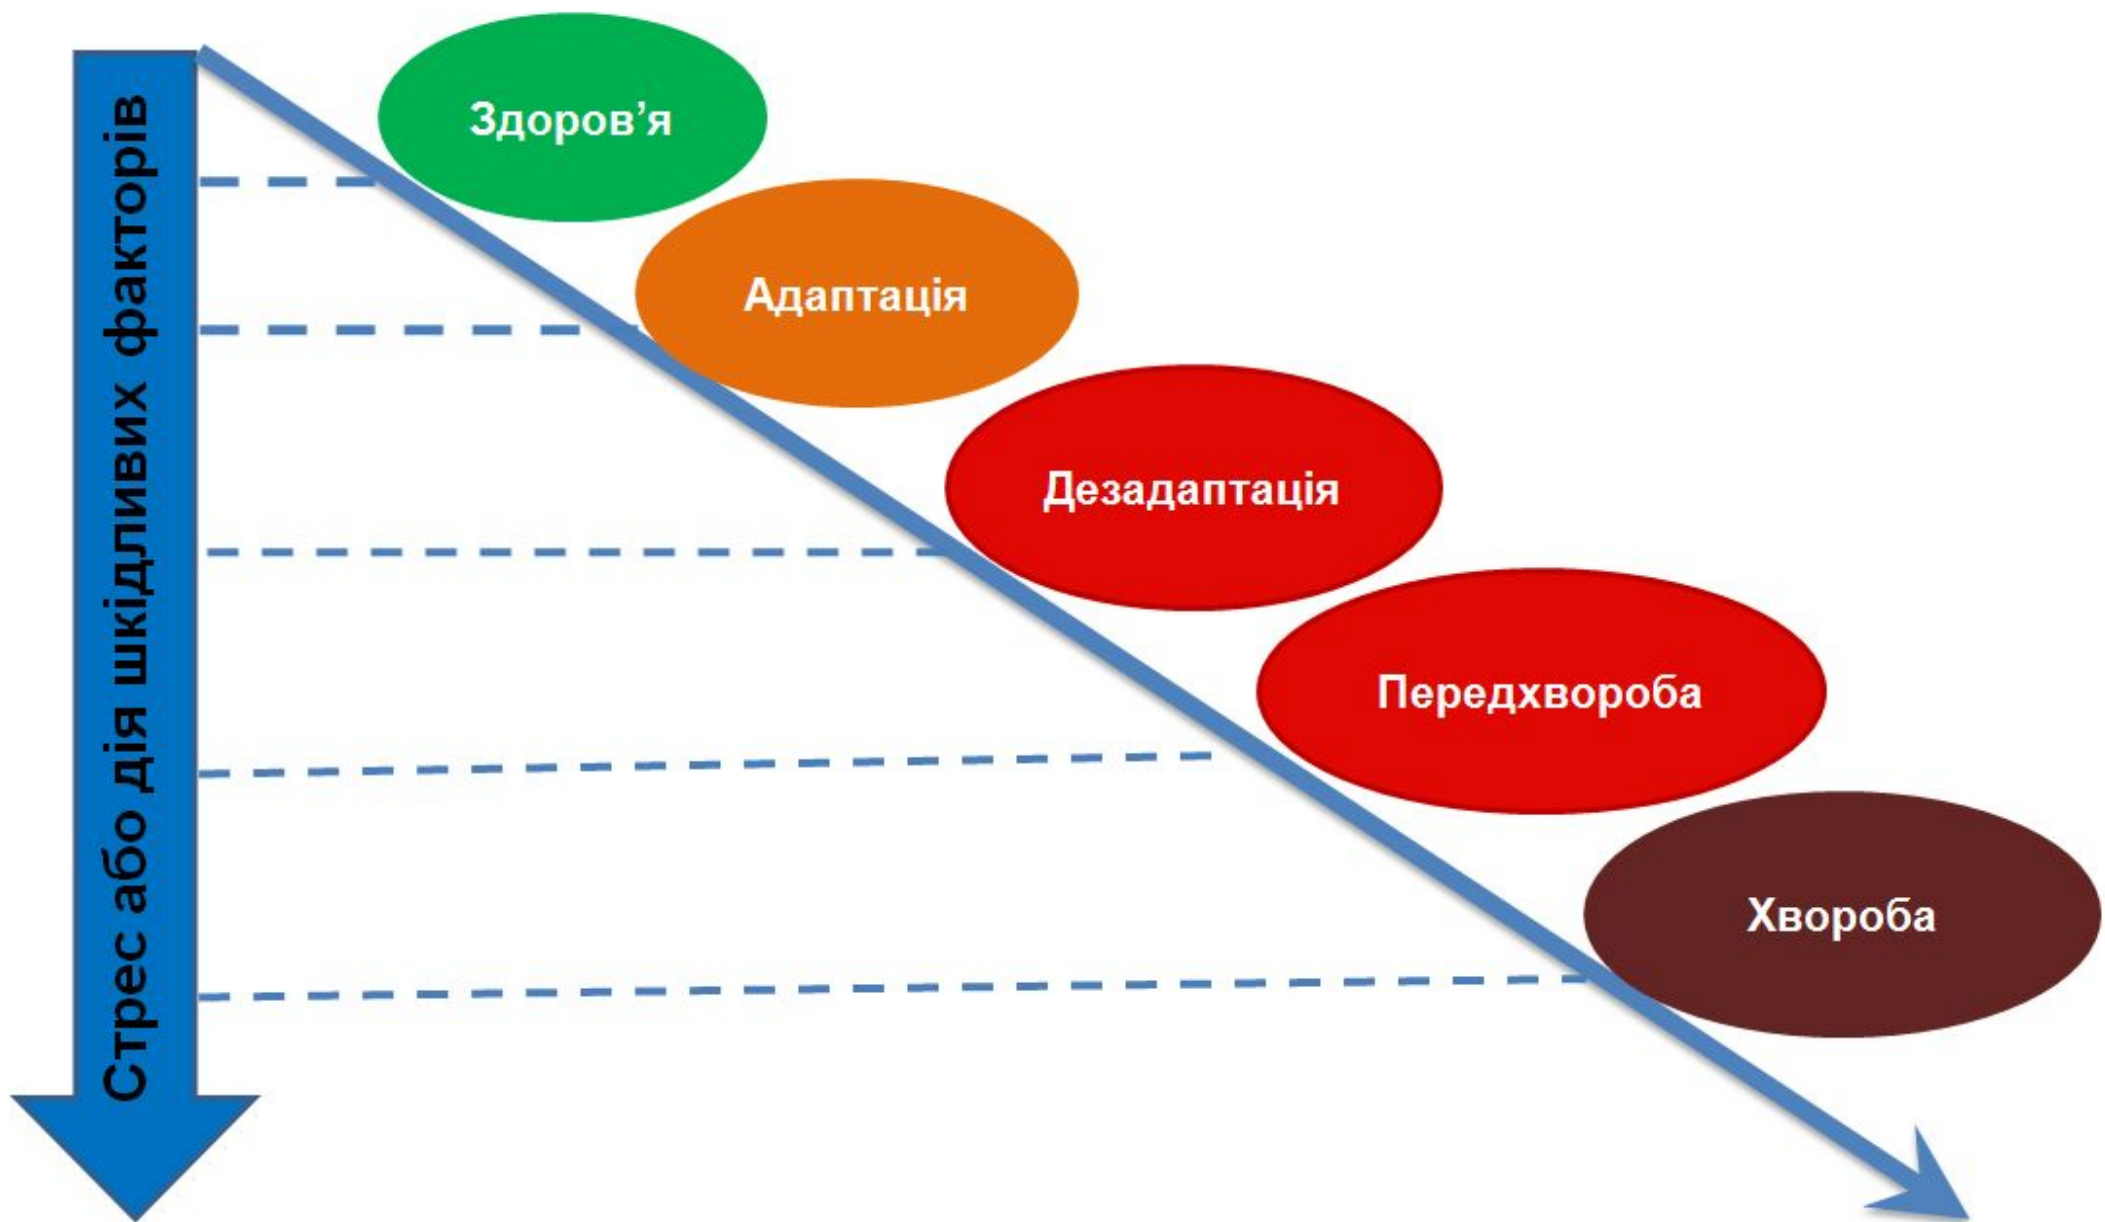 Стрес або дія шкідливих факторів
Здоров’я
Адаптація
Дезадаптація
Передхвороба
Хвороба